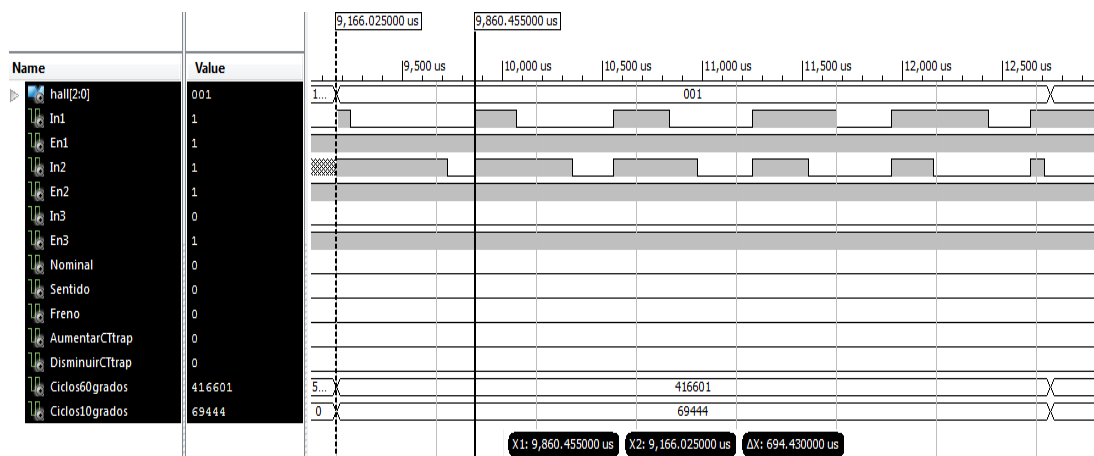 9,166.025000 us 9,860.455000 us
Name Value 9,500 us 10,000 us 10,500 us 11,000 us 11,500 us 12,000 us 12,500 us
hall[2:0] 001 1... 001
In1 1
En1 1
In2 1
En2 1
In3 0
En3 1
Nominal 0
Sentido 0
Freno 0
AumentarCTtrap 0
DisminuirCTtrap 0
Ciclos60grados 416601 5... 416601
Ciclos10grados 69444 0 69444
X1: 9,860.455000 us X2: 9,166.025000 us ΔX: 694.430000 us